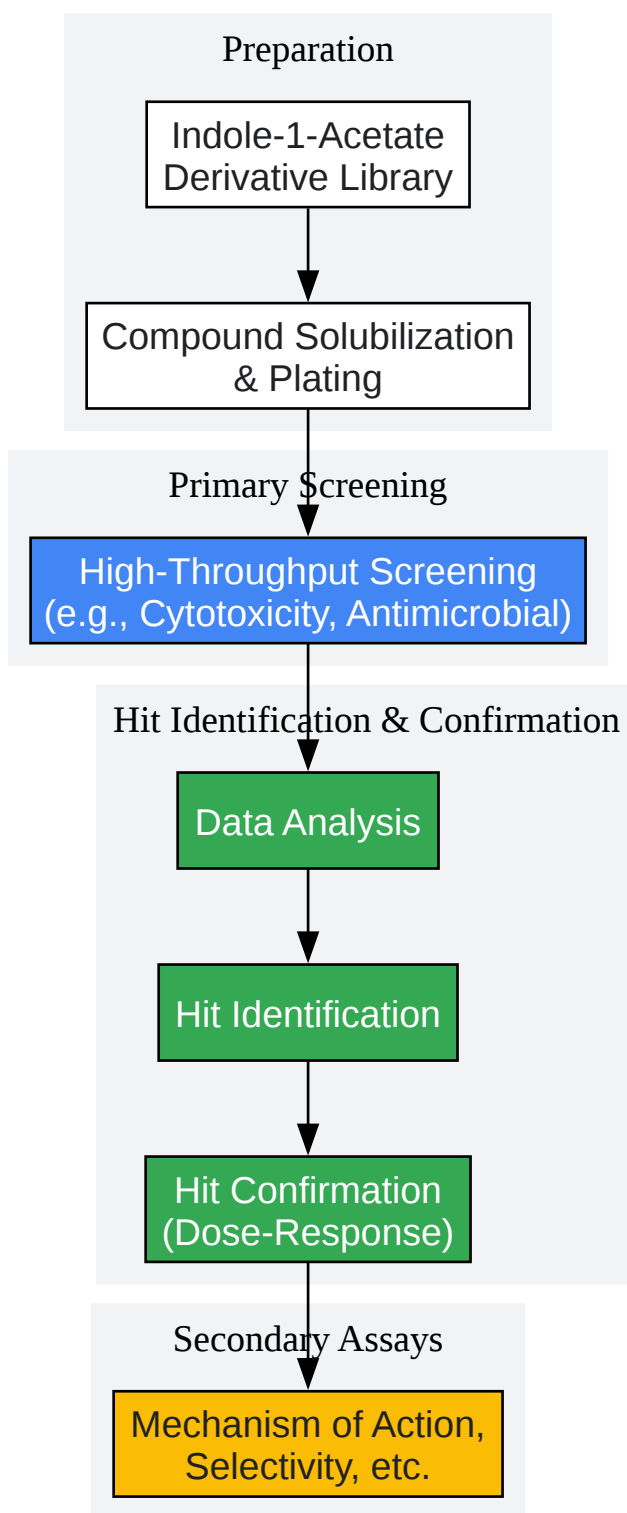 Preparation
Indole-1-Acetate
Derivative Library
Compound Solubilization
& Plating
Primary Screening
High-Throughput Screening
(e.g., Cytotoxicity, Antimicrobial)
Hit Identification & Confirmation
Data Analysis
Hit Identification
Hit Confirmation
(Dose-Response)
Secondary Assays
Mechanism of Action,
Selectivity, etc.